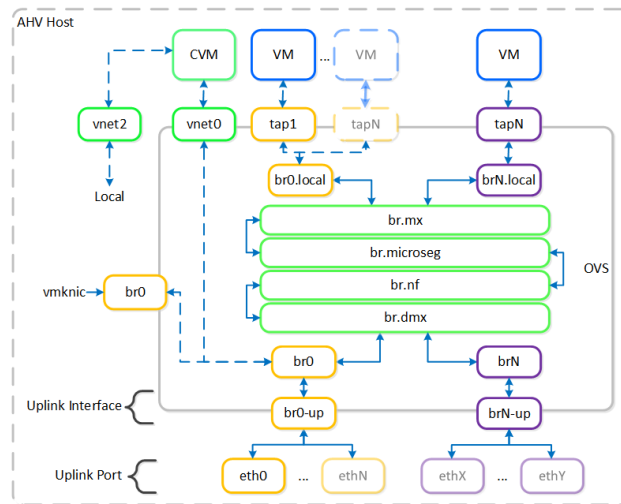 AHV Host
CVM
VM
...
VM
VM
vnet2
vnet0
tap1
tapN
tapN
Local
br0.local
brN.local
br.mx
br.microseg
OVS
br.nf
vmknic
br0
br.dmx
br0
brN
Uplink Interface
br0-up
brN-up
Uplink Port
eth0
...
ethN
ethX
...
ethY